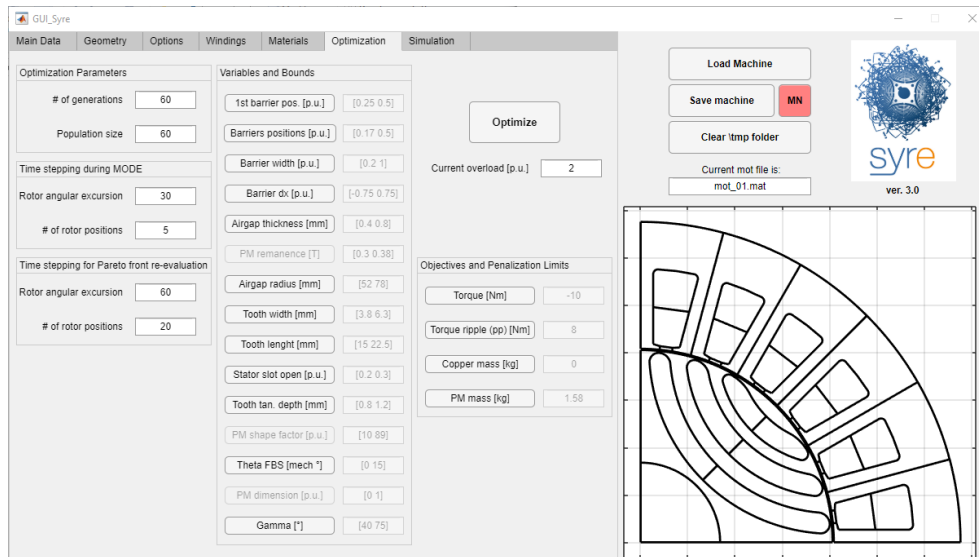 GUI_Syre
Main Data Geometry Options Windings Materials Optimization Simulation
Optimization Parameters
# of generations 60
Population size 60
Time stepping during MODE
Rotor angular excursion 30
# of rotor positions 5
Time stepping for Pareto front re-evaluation
Rotor angular excursion 60
# of rotor positions 20
Variables and Bounds
1st barrier pos. [p.u.] [0.25 0.5]
Barriers positions [p.u.] [0.17 0.5]
Barrier width [p.u.] [0.2 1]
Barrier dx [p.u.] [-0.75 0.75]
Airgap thickness [mm] [0.4 0.8]
PM remanence [T] [0.3 0.38]
Airgap radius [mm] [52 78]
Tooth width [mm] [3.8 6.3]
Tooth lenght [mm] [15 22.5]
Stator slot open [p.u.] [0.2 0.3]
Tooth tan. depth [mm] [0.8 1.2]
PM shape factor [p.u.] [10 89]
Theta FBS [mech °] [0 15]
PM dimension [p.u.] [0 1]
Gamma [°] [40 75]
Optimize
Current overload [p.u.] 2
Objectives and Penalization Limits
Torque [Nm] -10
Torque ripple (pp) [Nm] 8
Copper mass [kg] 0
PM mass [kg] 1.58
Load Machine
Save machine MN
Clear \tmp folder
Current mot file is:
mot_01.mat
syre
ver. 3.0